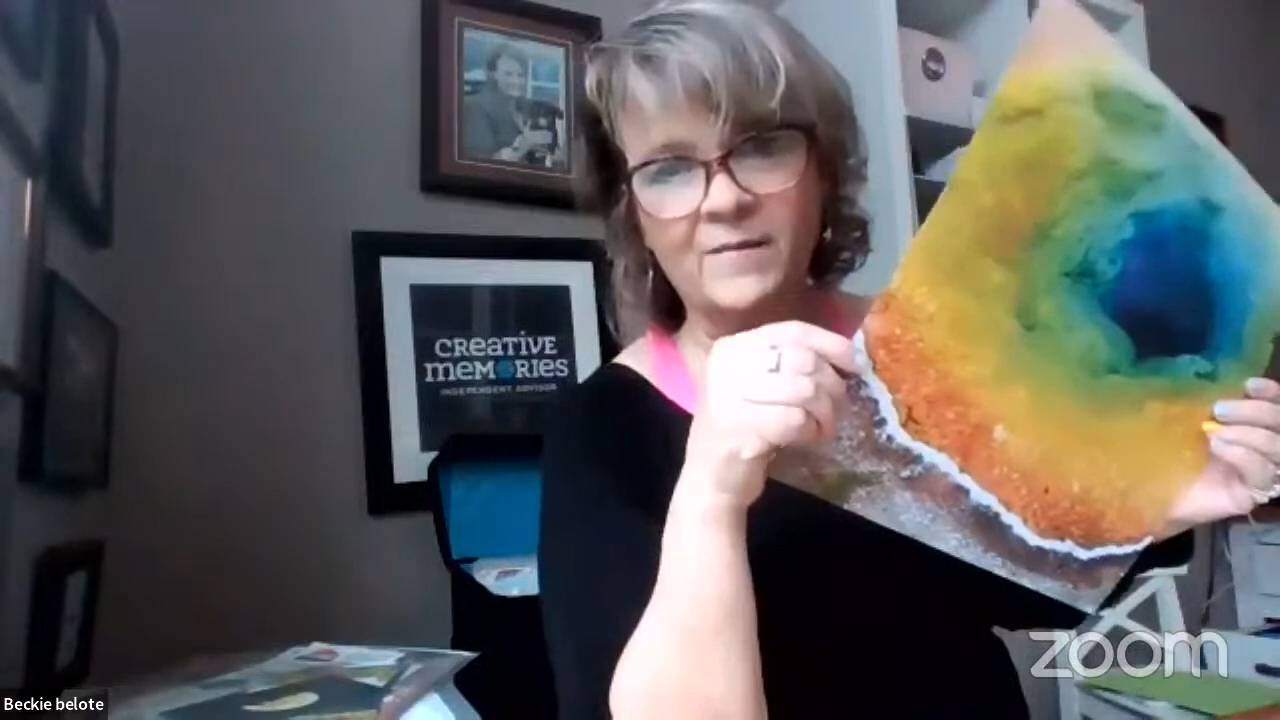 CREATIVE
MEMORIES
INDEPENDENT ADVISOR
zoom
Beckie belote